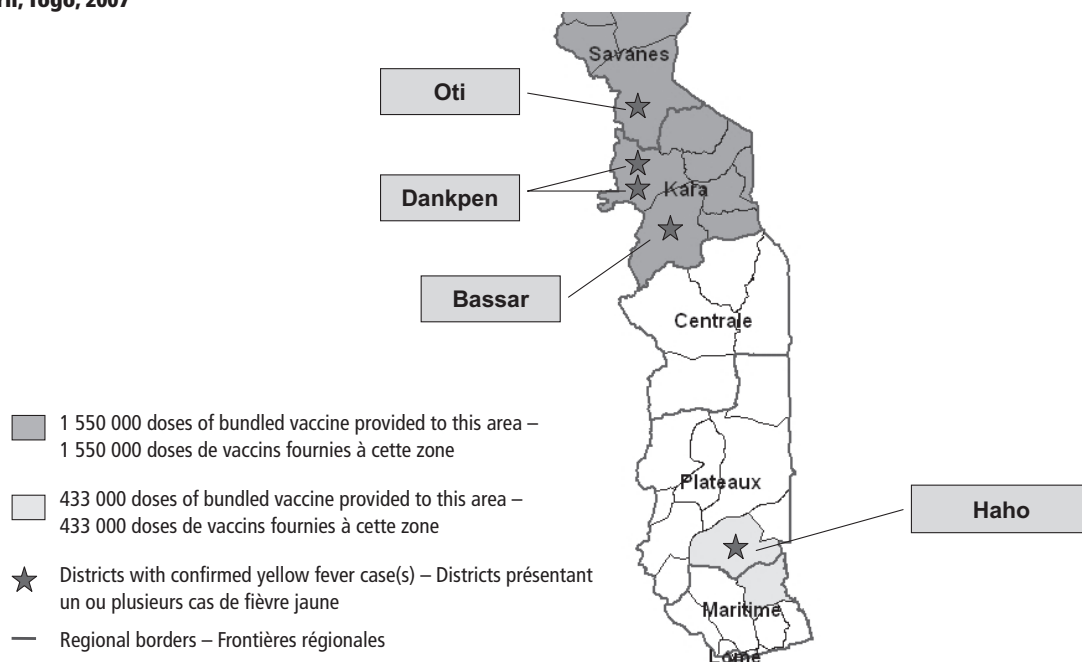 Togo, 2007
Savanes
Oti
Dankpen
Kara
Bassar
Centrale
1 550 000 doses of bundled vaccine provided to this area –
1 550 000 doses de vaccins fournies à cette zone
433 000 doses of bundled vaccine provided to this area –
433 000 doses de vaccins fournies à cette zone
Plateaux
Haho
Districts with confirmed yellow fever case(s) – Districts présentant
un ou plusieurs cas de fièvre jaune
Maritime
Regional borders – Frontières régionales
Lomé